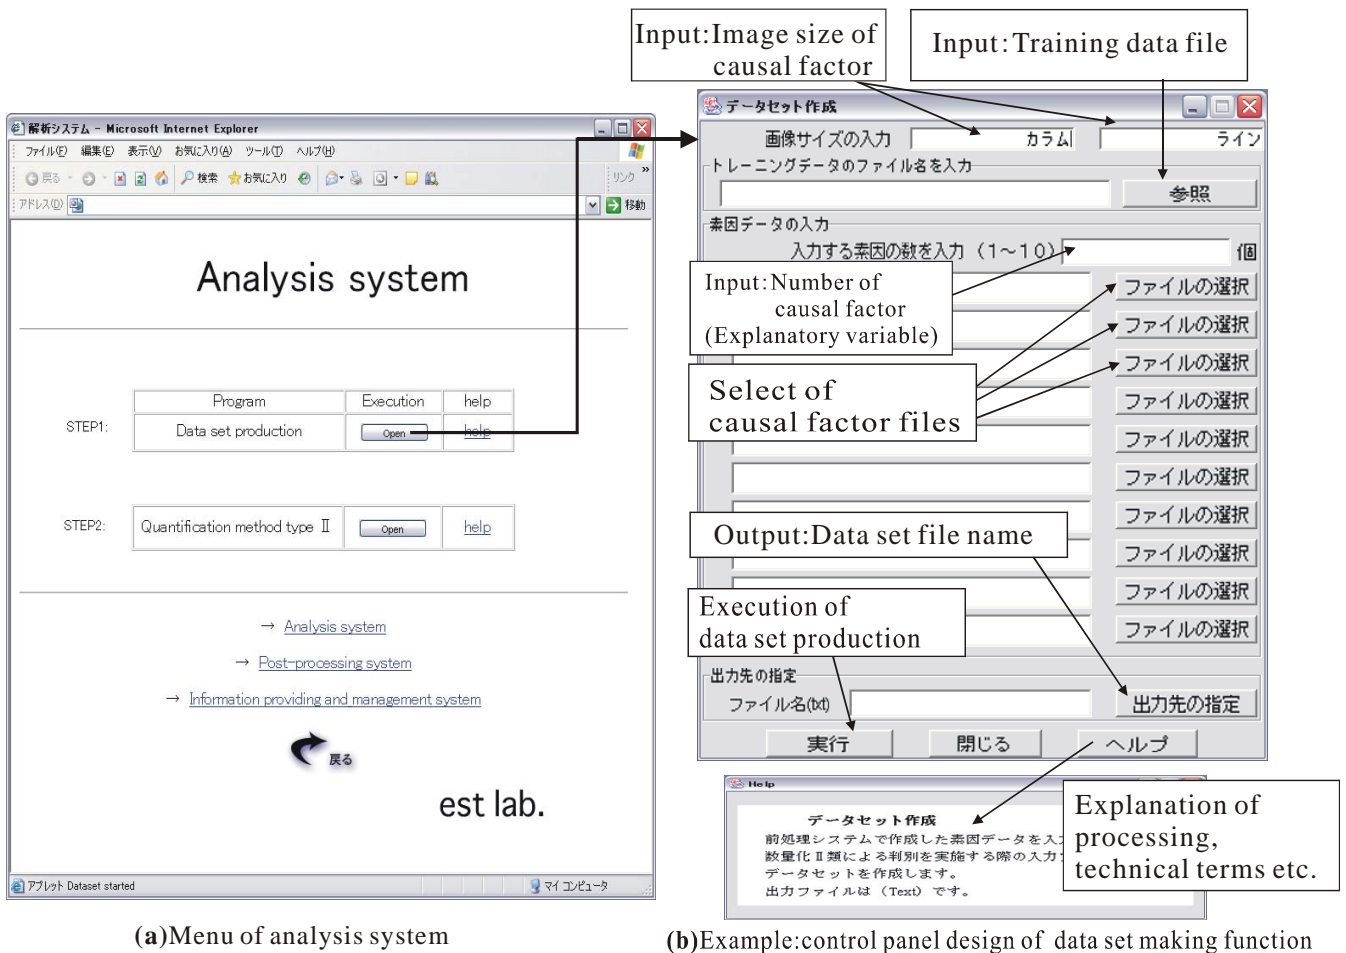 Input:Image size of
causal factor
Input:Training data file
解析システム - Microsoft Internet Explorer
ファイル(F) 編集(E) 表示(V) お気に入り(A) ツール(T) ヘルプ(H)
戻る 検索 お気に入り リンク »
アドレス(D) 移動
Analysis system
Program Execution help
STEP1: Data set production Open help
STEP2: Quantification method type Ⅱ Open help
→ Analysis system
→ Post-processing system
→ Information providing and management system
戻る
est lab.
アプレット Dataset started マイ コンピュータ
(a)Menu of analysis system
データセット作成
画像サイズの入力 カラム ライン
トレーニングデータのファイル名を入力
参照
素因データの入力
入力する素因の数を入力（1～10） 個
Input:Number of
causal factor
(Explanatory variable)
ファイルの選択
ファイルの選択
ファイルの選択
Select of
causal factor files
ファイルの選択
ファイルの選択
ファイルの選択
ファイルの選択
Output:Data set file name
ファイルの選択
ファイルの選択
Execution of
data set production
ファイルの選択
出力先の指定
ファイル名(txt) 出力先の指定
実行 閉じる ヘルプ
Help
データセット作成
前処理システムで作成した素因データを入
数量化Ⅱ類による判別を実施する際の入力
データセットを作成します。
出力ファイルは（Text）です。
Explanation of
processing,
technical terms etc.
(b)Example:control panel design of data set making function